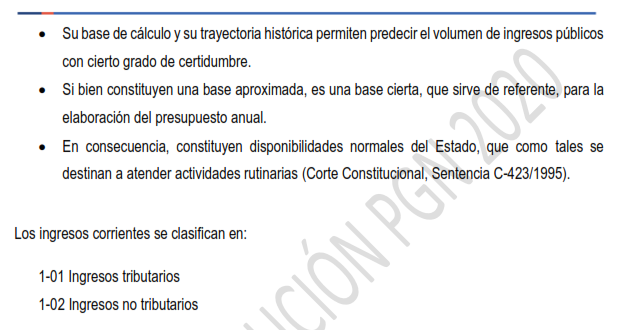 • Su base de cálculo y su trayectoria histórica permiten predecir el volumen de ingresos públicos
con cierto grado de certidumbre.
• Si bien constituyen una base aproximada, es una base cierta, que sirve de referente, para la
elaboración del presupuesto anual.
• En consecuencia, constituyen disponibilidades normales del Estado, que como tales se
destinan a atender actividades rutinarias (Corte Constitucional, Sentencia C-423/1995).
Los ingresos corrientes se clasifican en:
1-01 Ingresos tributarios
1-02 Ingresos no tributarios
UCIÓN PGN 2020